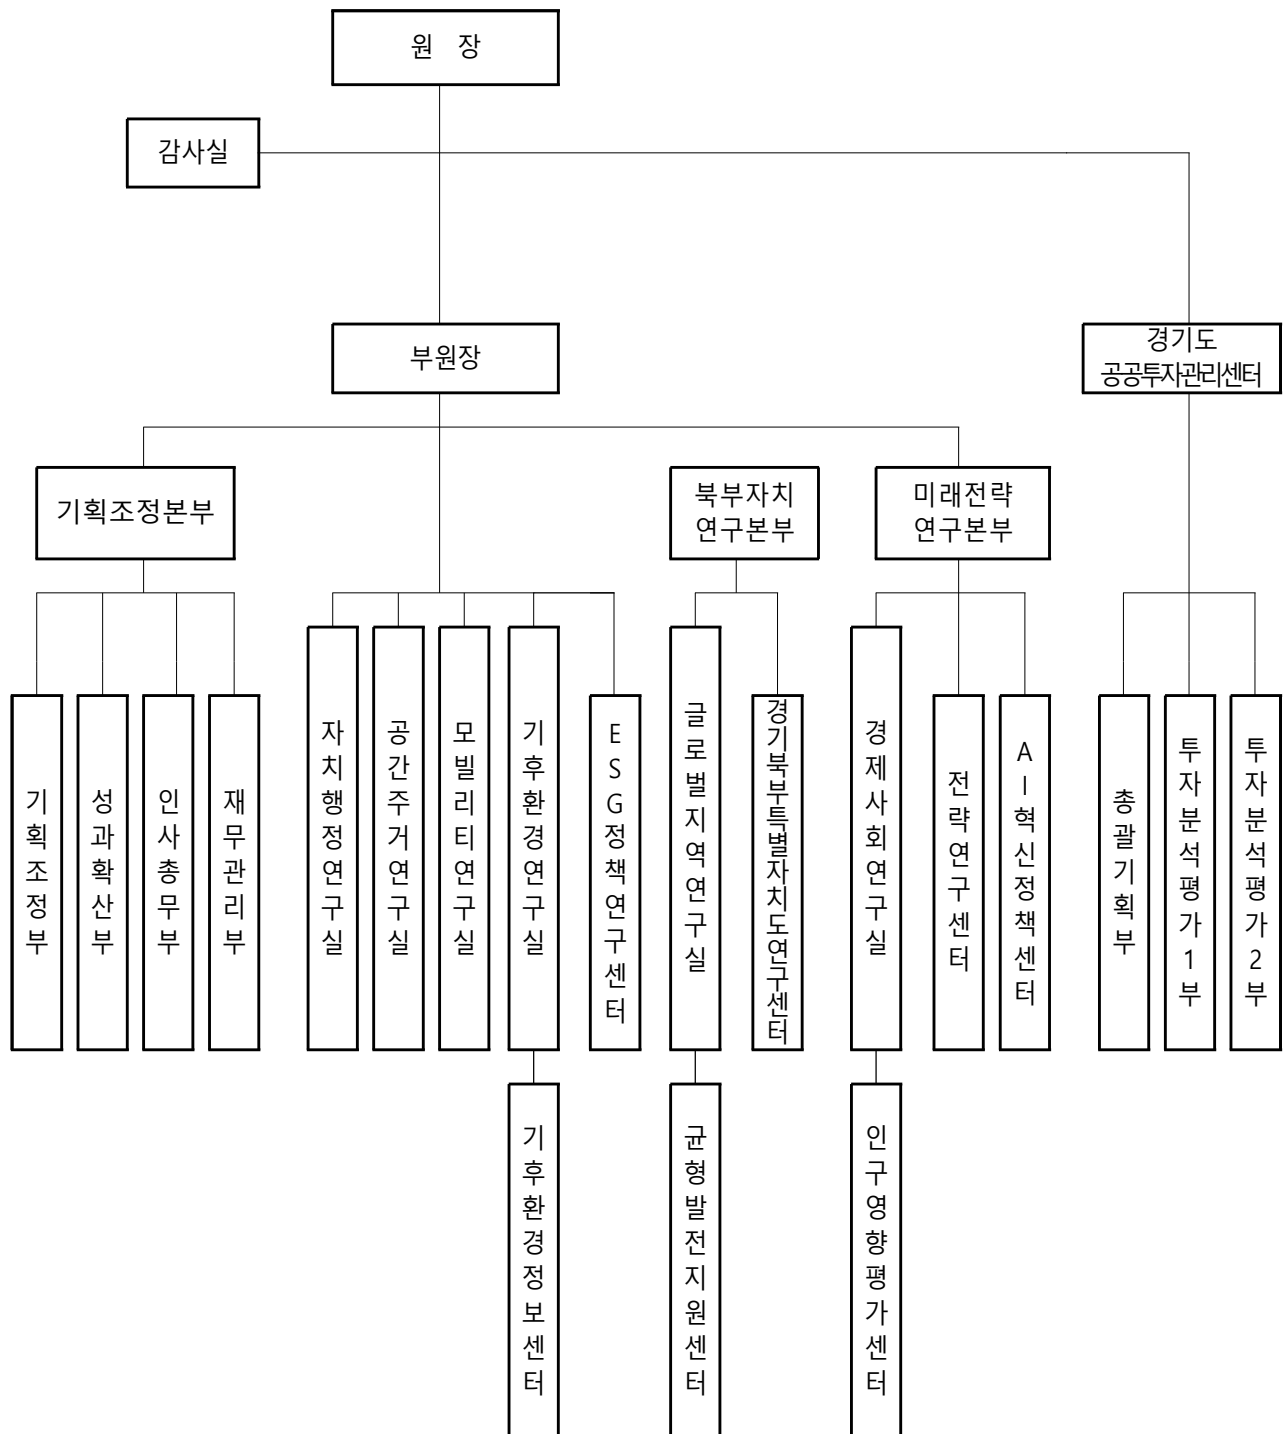 원 장
감사실
부원장
경기도
공공투자관리센터
기획조정본부
북부자치
연구본부
미래전략
연구본부
기획조정부
성과확산부
인사총무부
재무관리부
자치행정연구실
공간주거연구실
모빌리티연구실
기후환경연구실
ESG정책연구센터
글로벌지역연구실
경기북부특별자치도연구센터
경제사회연구실
전략연구센터
AI혁신정책센터
총괄기획부
투자분석평가1부
투자분석평가2부
기후환경정보센터
균형발전지원센터
인구영향평가센터